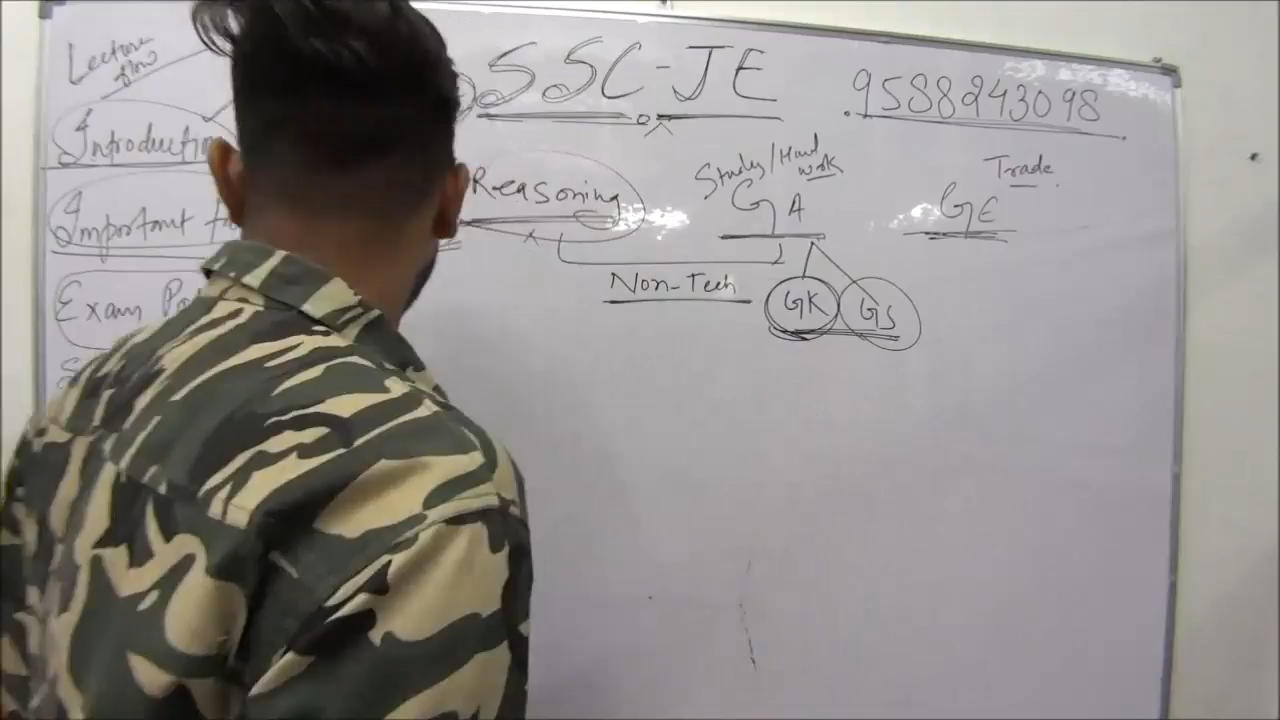 Lecture
flow
SSC-JE
9588243098
Introduction
Reasoning
Study/Hard
work
GA
Trade
GE
Important
Non-Tech
GK
GS
Exam